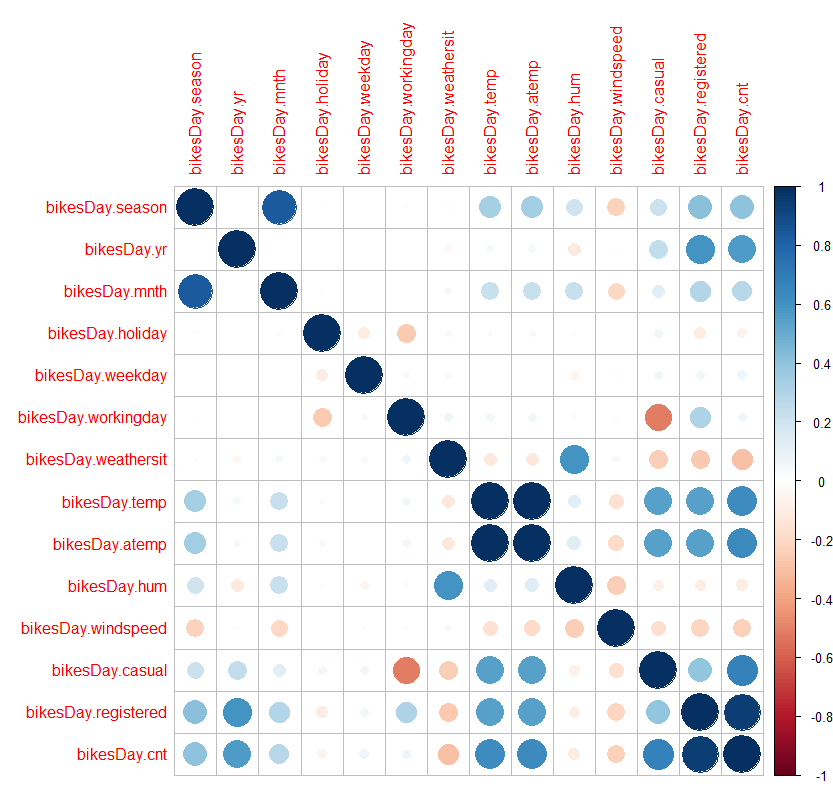 bikesDay.season
bikesDay.yr
bikesDay.mnth
bikesDay.holiday
bikesDay.weekday
bikesDay.workingday
bikesDay.weathersit
bikesDay.temp
bikesDay.atemp
bikesDay.hum
bikesDay.windspeed
bikesDay.casual
bikesDay.registered
bikesDay.cnt
bikesDay.season
bikesDay.yr
bikesDay.mnth
bikesDay.holiday
bikesDay.weekday
bikesDay.workingday
bikesDay.weathersit
bikesDay.temp
bikesDay.atemp
bikesDay.hum
bikesDay.windspeed
bikesDay.casual
bikesDay.registered
bikesDay.cnt
1
0.8
0.6
0.4
0.2
0
-0.2
-0.4
-0.6
-0.8
-1